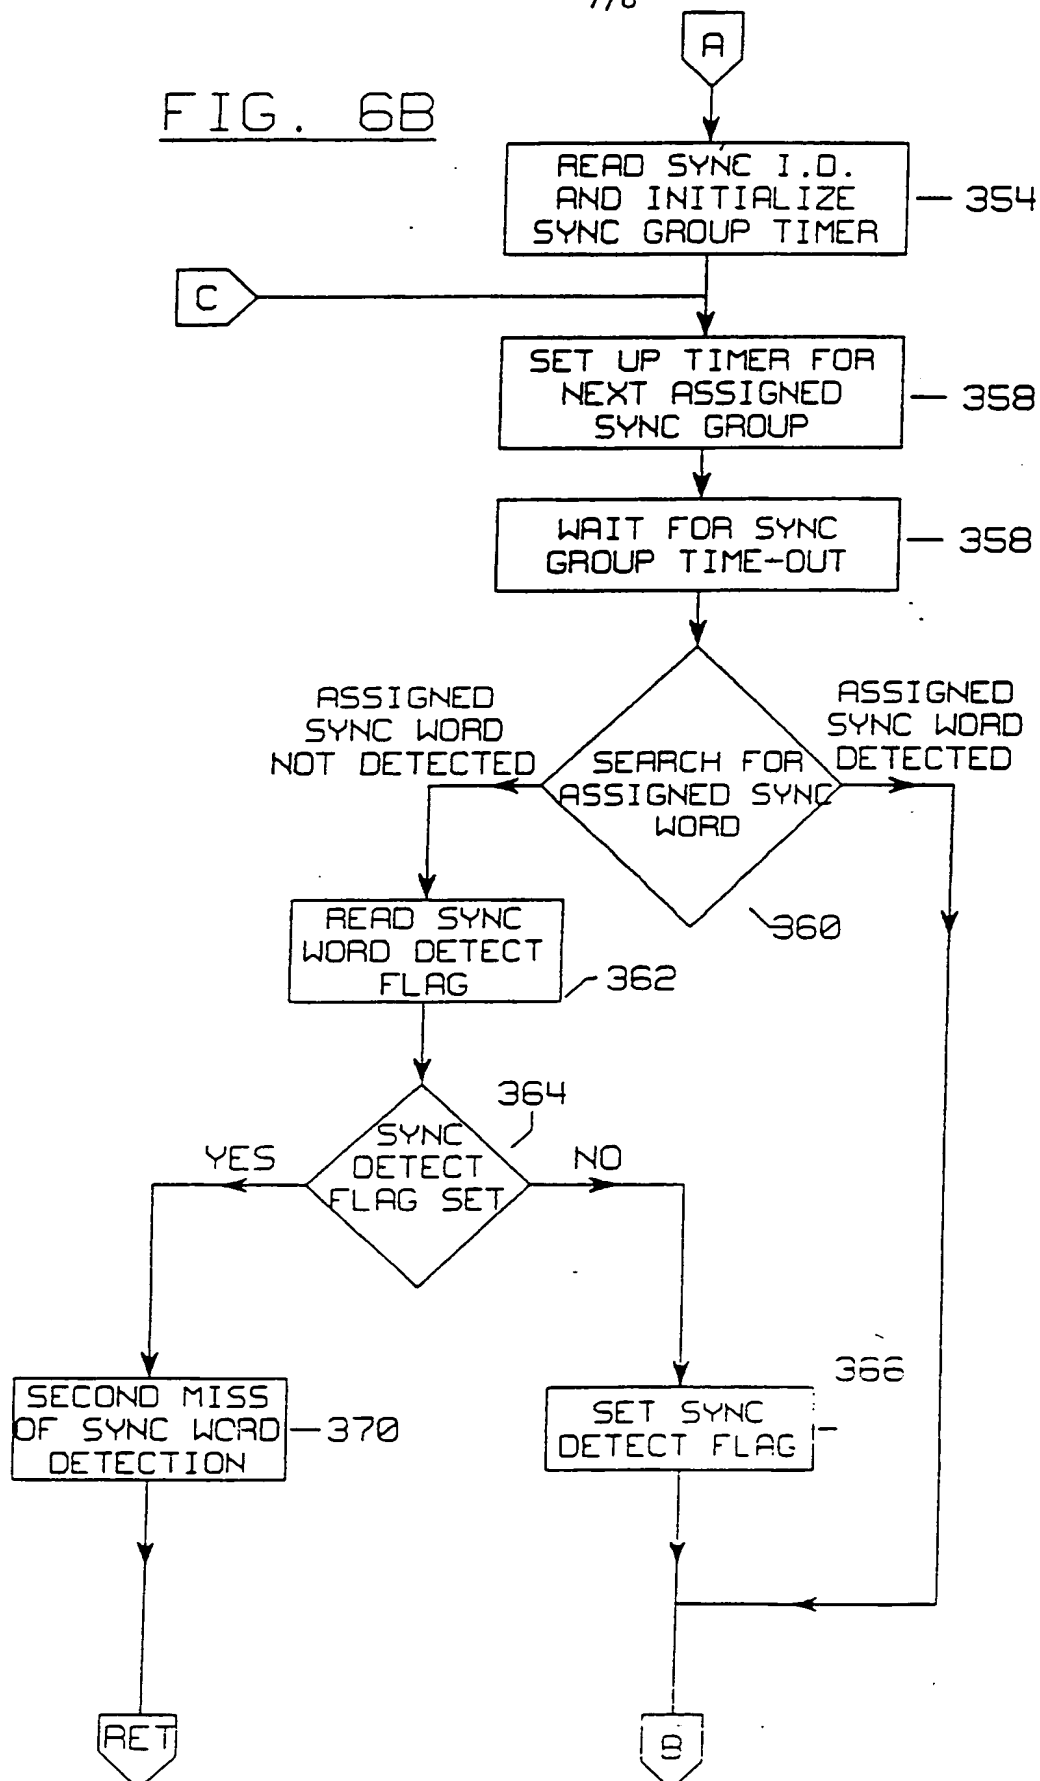 7/8
A
FIG. 6B
READ SYNC I.D.
AND INITIALIZE
SYNC GROUP TIMER
354
C
SET UP TIMER FOR
NEXT ASSIGNED
SYNC GROUP
358
WAIT FOR SYNC
GROUP TIME-OUT
358
ASSIGNED
SYNC WORD
NOT DETECTED
ASSIGNED
SYNC WORD
DETECTED
SEARCH FOR
ASSIGNED SYNC
WORD
360
READ SYNC
WORD DETECT
FLAG
362
364
SYNC
DETECT
FLAG SET
YES
NO
366
SECOND MISS
OF SYNC WORD
DETECTION
370
SET SYNC
DETECT FLAG
RET
B